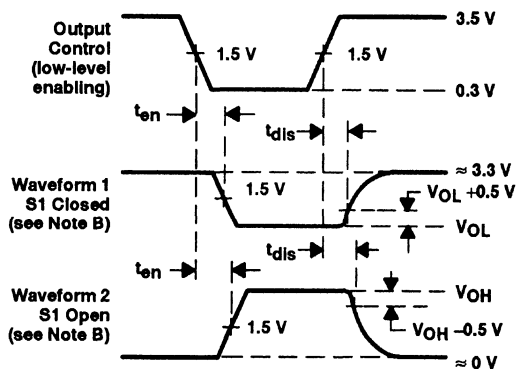 Output
Control
(low-level
enabling)
1.5 V
1.5 V
3.5 V
0.3 V
ten
tdis
Waveform 1
S1 Closed
(see Note B)
1.5 V
≈ 3.3 V
VOL +0.5 V
VOL
ten
tdis
Waveform 2
S1 Open
(see Note B)
1.5 V
VOH
VOH –0.5 V
≈ 0 V